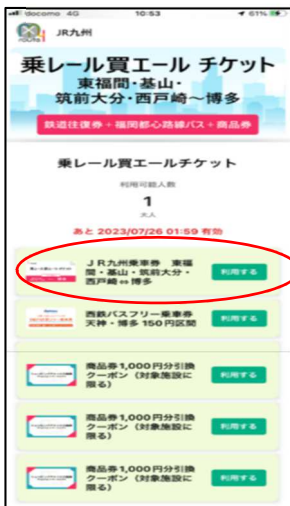 docomo 4G 10:53 61%
my route
JR九州
乗レール買エール チケット
東福間・基山・
筑前大分・西戸崎～博多
鉄道往復券+福岡都心路線バス+商品券
乗レール買エールチケット
利用可能人数
1
大人
あと 2023/07/26 01:59 有効
JR九州乗車券 東福
間・基山・筑前大分・
西戸崎⇔博多
利用する
西鉄バスフリー乗車券
天神・博多150円区間
利用する
商品券1,000円分引換
クーポン（対象施設に
限る）
利用する
商品券1,000円分引換
クーポン（対象施設に
限る）
利用する
商品券1,000円分引換
クーポン（対象施設に
限る）
利用する